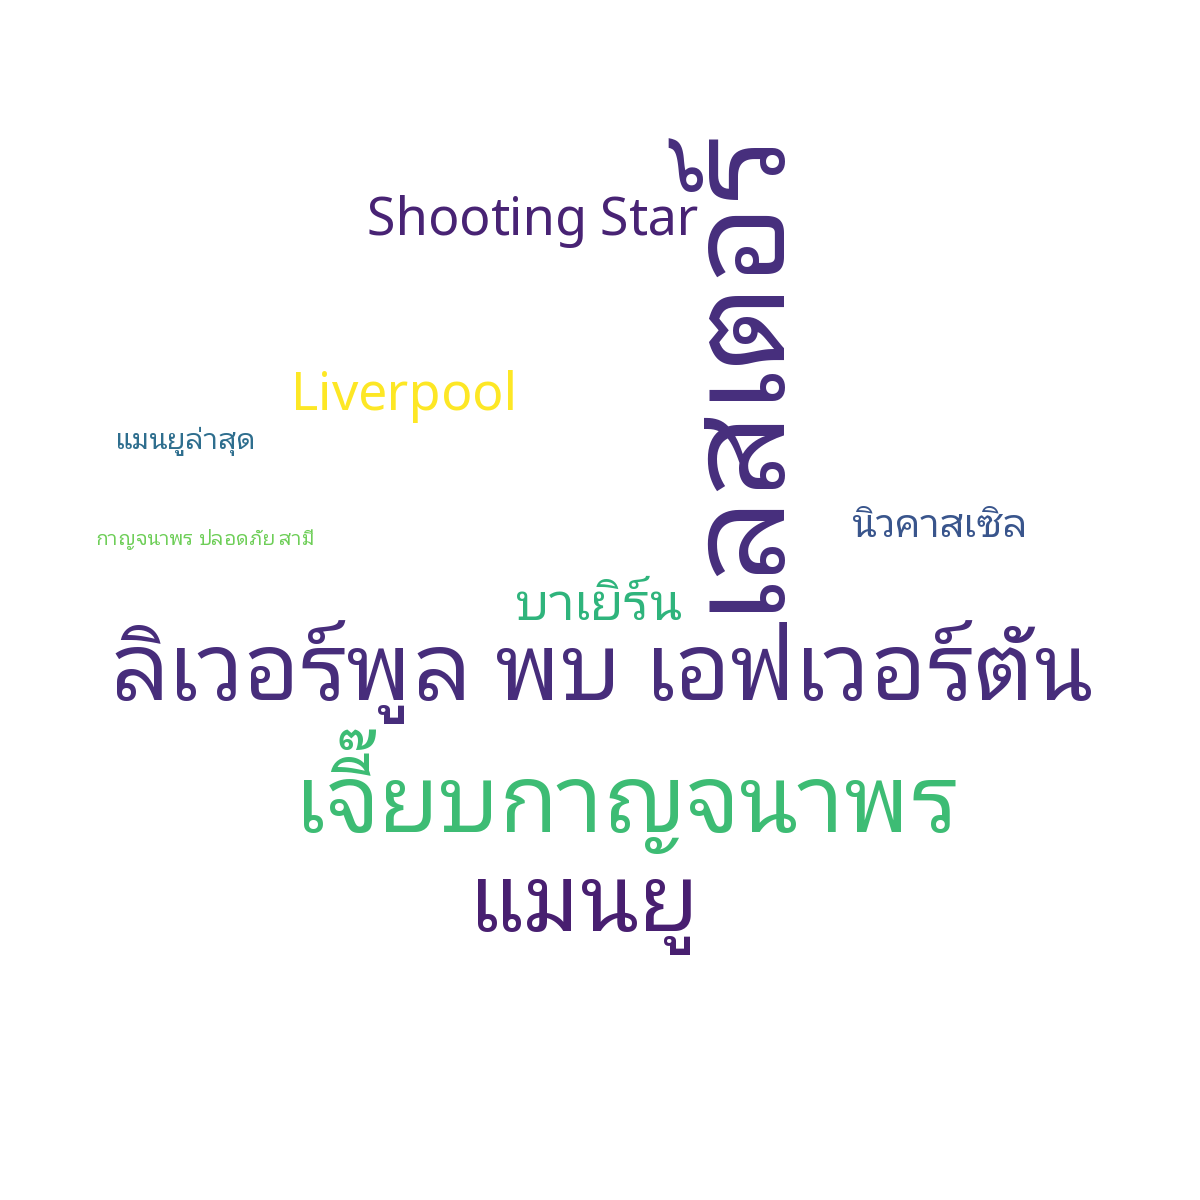 เลสเตอร์
Shooting Star
Liverpool
แมนยูล่าสุด
นิวคาสเซิล
กาญจนาพร ปลอดภัย สามี
บาเยิร์น
ลิเวอร์พูล พบ เอฟเวอร์ตัน
เจี๊ยบกาญจนาพร
แมนยู